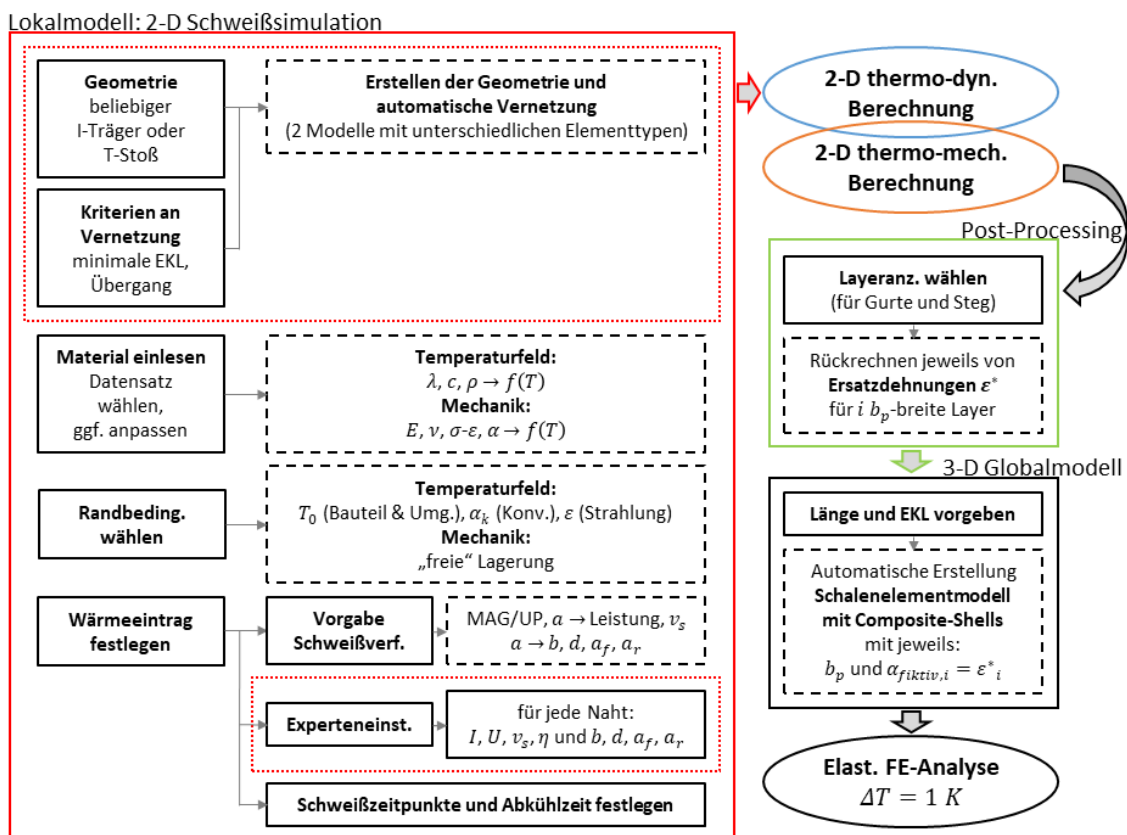 Lokalmodell: 2-D Schweißsimulation
Geometrie
beliebiger
I-Träger oder
T-Stoß
Erstellen der Geometrie und
automatische Vernetzung
(2 Modelle mit unterschiedlichen Elementtypen)
Kriterien an
Vernetzung
minimale EKL,
Übergang
Material einlesen
Datensatz
wählen,
ggf. anpassen
Temperaturfeld:
λ, c, ρ → f(T)
Mechanik:
E, ν, σ-ε, α → f(T)
Randbeding.
wählen
Temperaturfeld:
T₀ (Bauteil & Umg.), αₖ (Konv.), ε (Strahlung)
Mechanik:
„freie“ Lagerung
Wärmeeintrag
festlegen
Vorgabe
Schweißverf.
MAG/UP, a → Leistung, vₛ
a → b, d, a_f, a_r
Experteneinst.
für jede Naht:
I, U, vₛ, η und b, d, a_f, a_r
Schweißzeitpunkte und Abkühlzeit festlegen
2-D thermo-dyn.
Berechnung
2-D thermo-mech.
Berechnung
Post-Processing
Layeranz. wählen
(für Gurte und Steg)
Rückrechnen jeweils von
Ersatzdehnungen ε*
für i b_p-breite Layer
3-D Globalmodell
Länge und EKL vorgeben
Automatische Erstellung
Schalenelementmodell
mit Composite-Shells
mit jeweils:
b_p und α_fiktiv,i = ε*_i
Elast. FE-Analyse
ΔT = 1 K